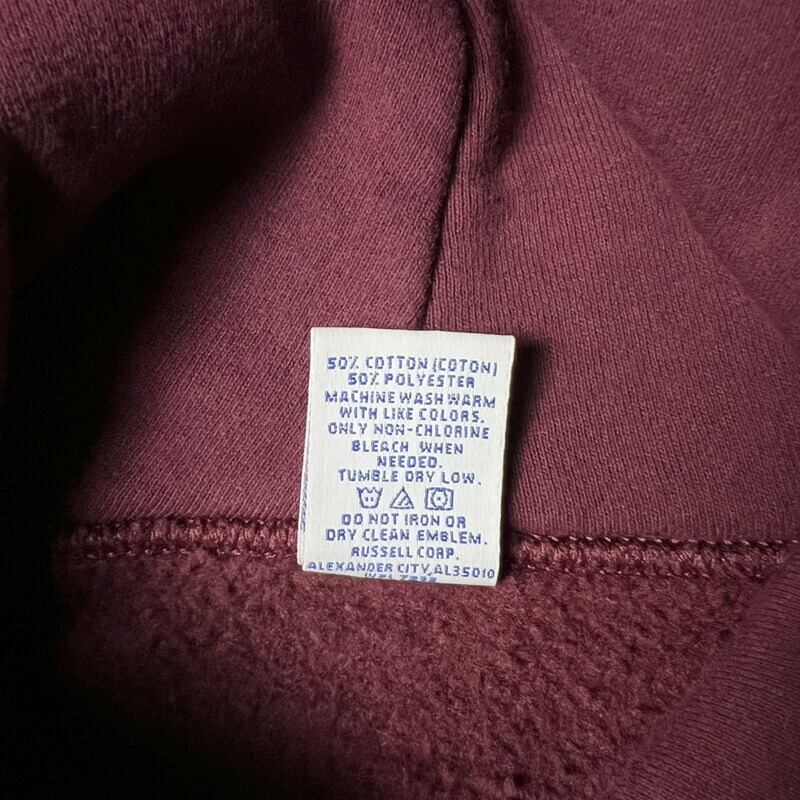 50% COTTON (COTON)
50% POLYESTER
MACHINE WASH WARM
WITH LIKE COLORS.
ONLY NON-CHLORINE
BLEACH WHEN
NEEDED.
TUMBLE DRY LOW.
DO NOT IRON OR
DRY CLEAN EMBLEM.
RUSSELL CORP.
ALEXANDER CITY,AL35010